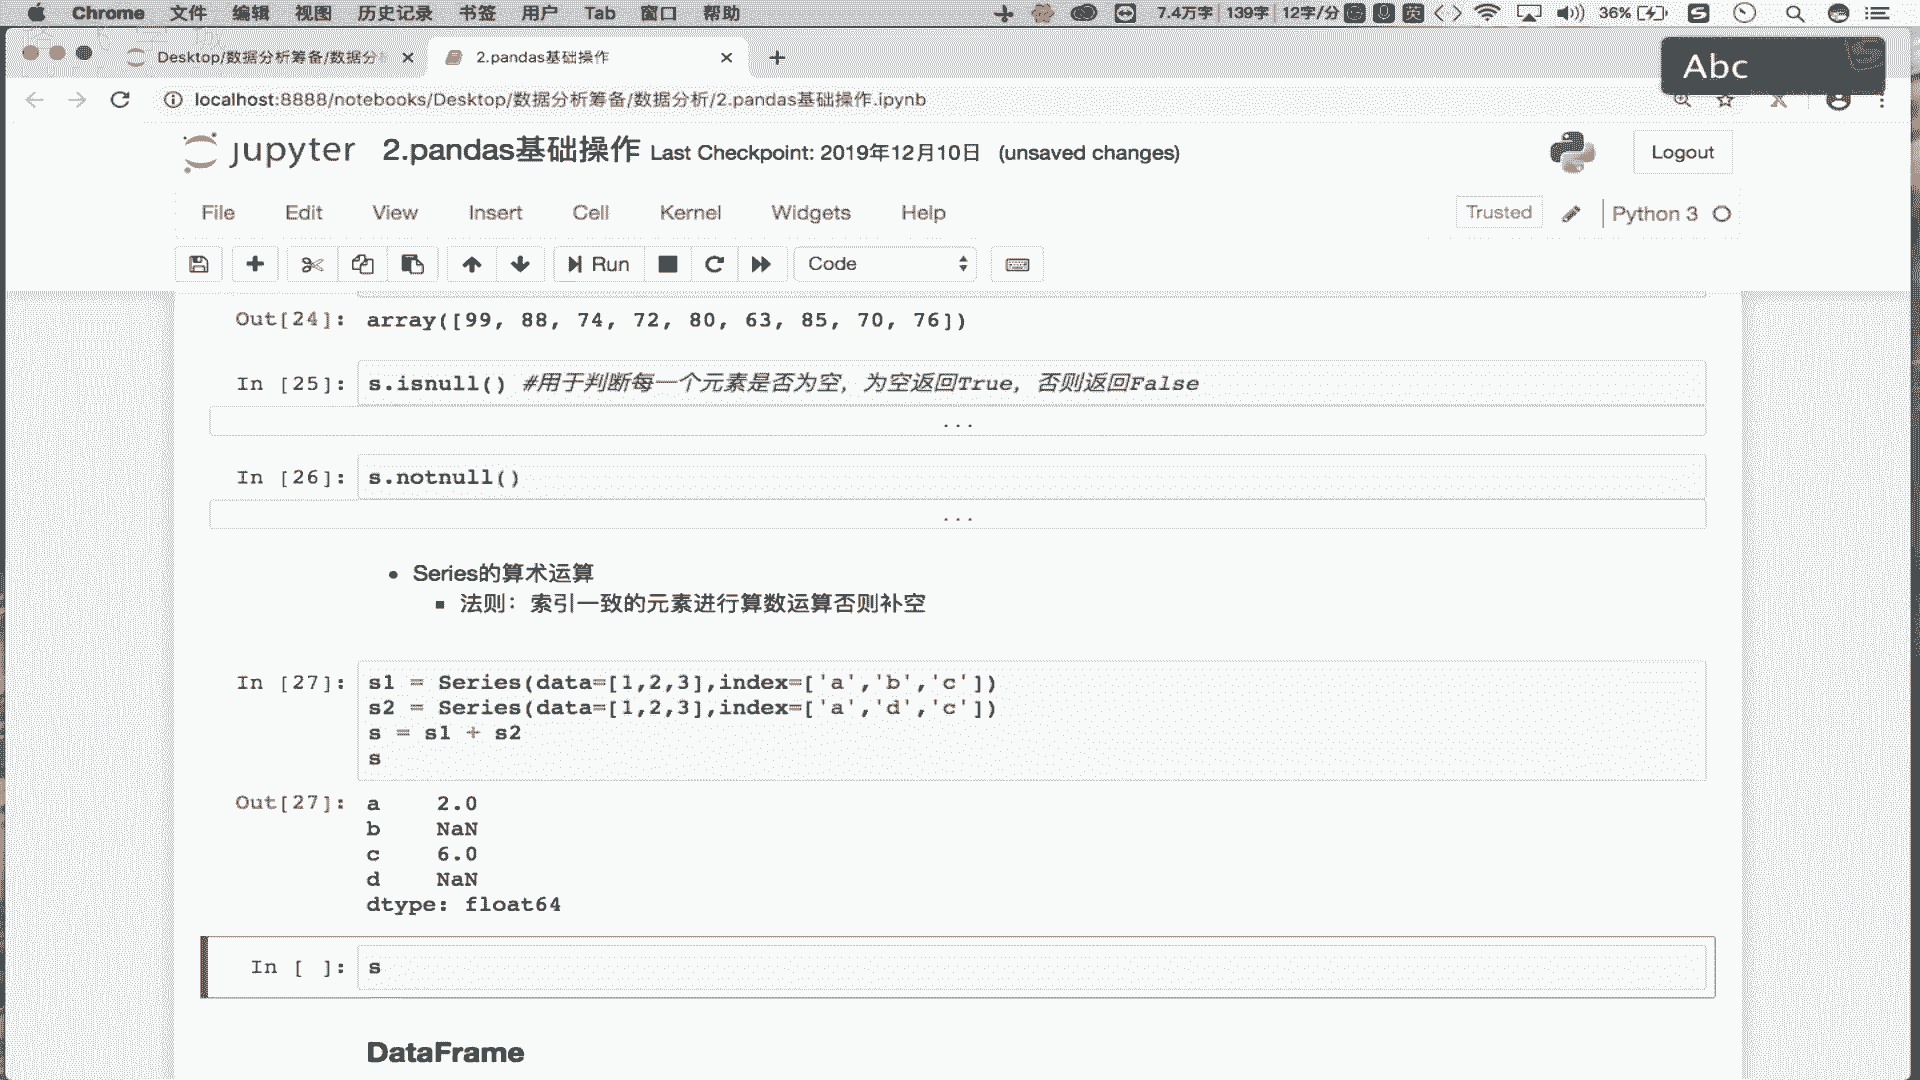 Chrome 文件 编辑 视图 历史记录 书签 用户 Tab 窗口 帮助 7.4万字 139字 12字/分 英 36%
Desktop/数据分析筹备/数据分析 2.pandas基础操作
Abc
localhost:8888/notebooks/Desktop/数据分析筹备/数据分析/2.pandas基础操作.ipynb
jupyter 2.pandas基础操作 Last Checkpoint: 2019年12月10日 (unsaved changes) Logout
File Edit View Insert Cell Kernel Widgets Help Trusted Python 3
Run Code
Out[24]: array([99, 88, 74, 72, 80, 63, 85, 70, 76])
In [25]: s.isnull() #用于判断每一个元素是否为空，为空返回True，否则返回False
...
In [26]: s.notnull()
...
Series的算术运算
法则：索引一致的元素进行算数运算否则补空
In [27]: s1 = Series(data=[1,2,3],index=['a','b','c'])
s2 = Series(data=[1,2,3],index=['a','d','c'])
s = s1 + s2
s
Out[27]: a 2.0
b NaN
c 6.0
d NaN
dtype: float64
In [ ]: s
DataFrame